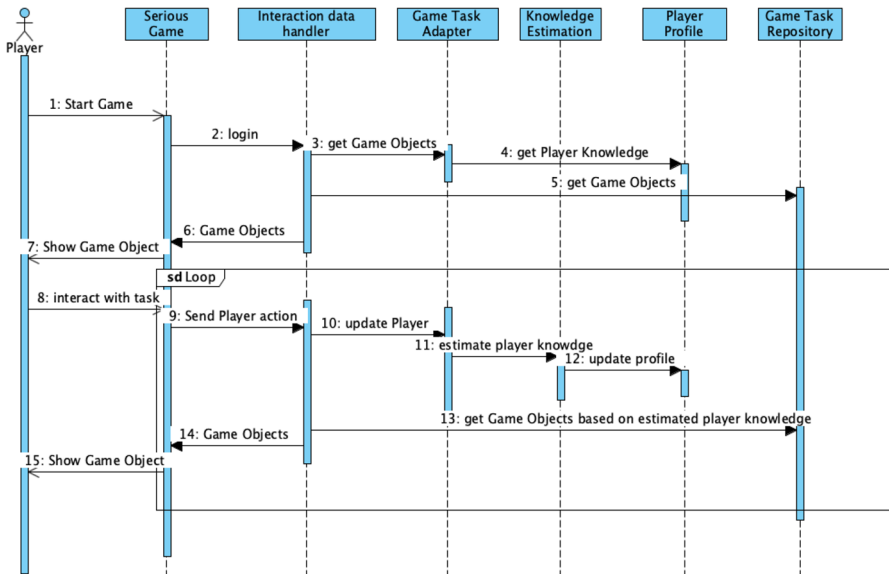 Player
Serious
Game
Interaction data
handler
Game Task
Adapter
Knowledge
Estimation
Player
Profile
Game Task
Repository
1: Start Game
2: login
3: get Game Objects
4: get Player Knowledge
5: get Game Objects
6: Game Objects
7: Show Game Object
sd Loop
8: interact with task
9: Send Player action
10: update Player
11: estimate player knowdge
12: update profile
13: get Game Objects based on estimated player knowledge
14: Game Objects
15: Show Game Object